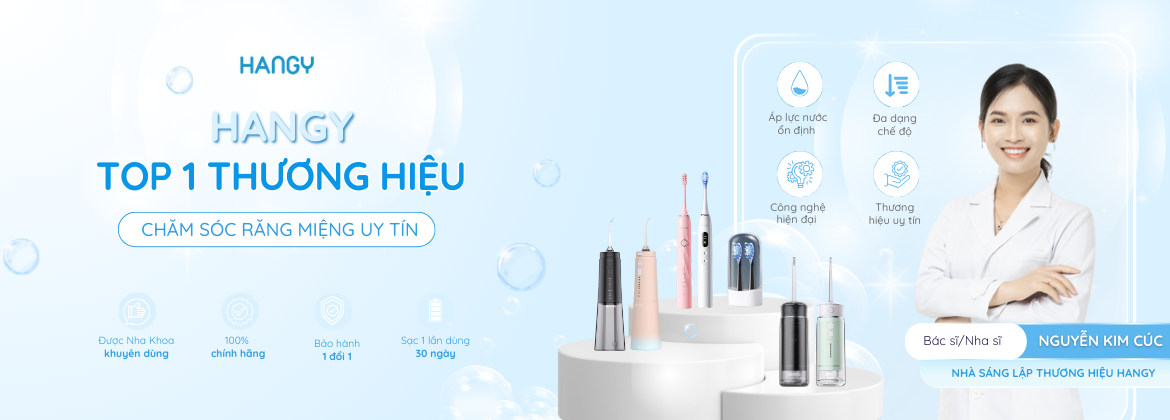 HANGY
HANGY
TOP 1 THƯƠNG HIỆU
CHĂM SÓC RĂNG MIỆNG UY TÍN
Được Nha Khoa
khuyên dùng
100%
chính hãng
Bảo hành
1 đổi 1
Sạc 1 lần dùng
30 ngày
Áp lực nước
ổn định
Đa dạng
chế độ
Công nghệ
hiện đại
Thương
hiệu uy tín
Bác sĩ/Nha sĩ
NGUYỄN KIM CÚC
NHÀ SÁNG LẬP THƯƠNG HIỆU HANGY